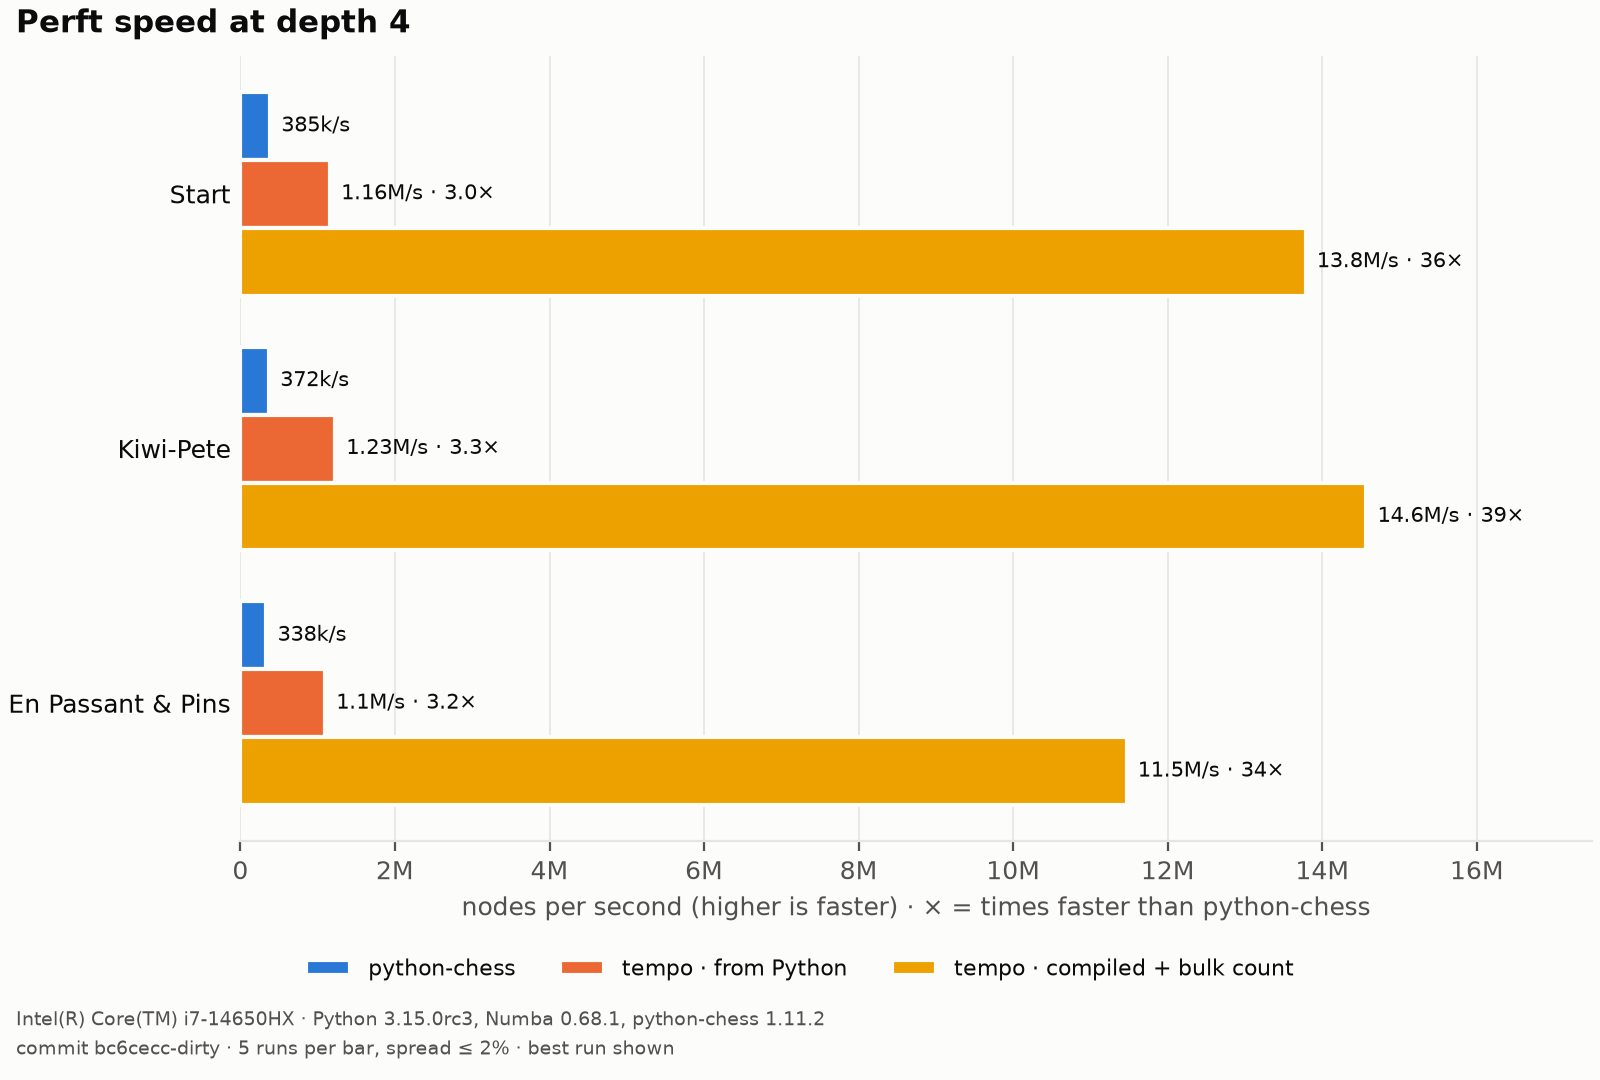 Perft speed at depth 4
385k/s
Start
1.16M/s · 3.0×
13.8M/s · 36×
372k/s
Kiwi-Pete
1.23M/s · 3.3×
14.6M/s · 39×
338k/s
En Passant & Pins
1.1M/s · 3.2×
11.5M/s · 34×
0 2M 4M 6M 8M 10M 12M 14M 16M
nodes per second (higher is faster) · × = times faster than python-chess
python-chess tempo · from Python tempo · compiled + bulk count
Intel(R) Core(TM) i7-14650HX · Python 3.15.0rc3, Numba 0.68.1, python-chess 1.11.2
commit bc6cecc-dirty · 5 runs per bar, spread ≤ 2% · best run shown